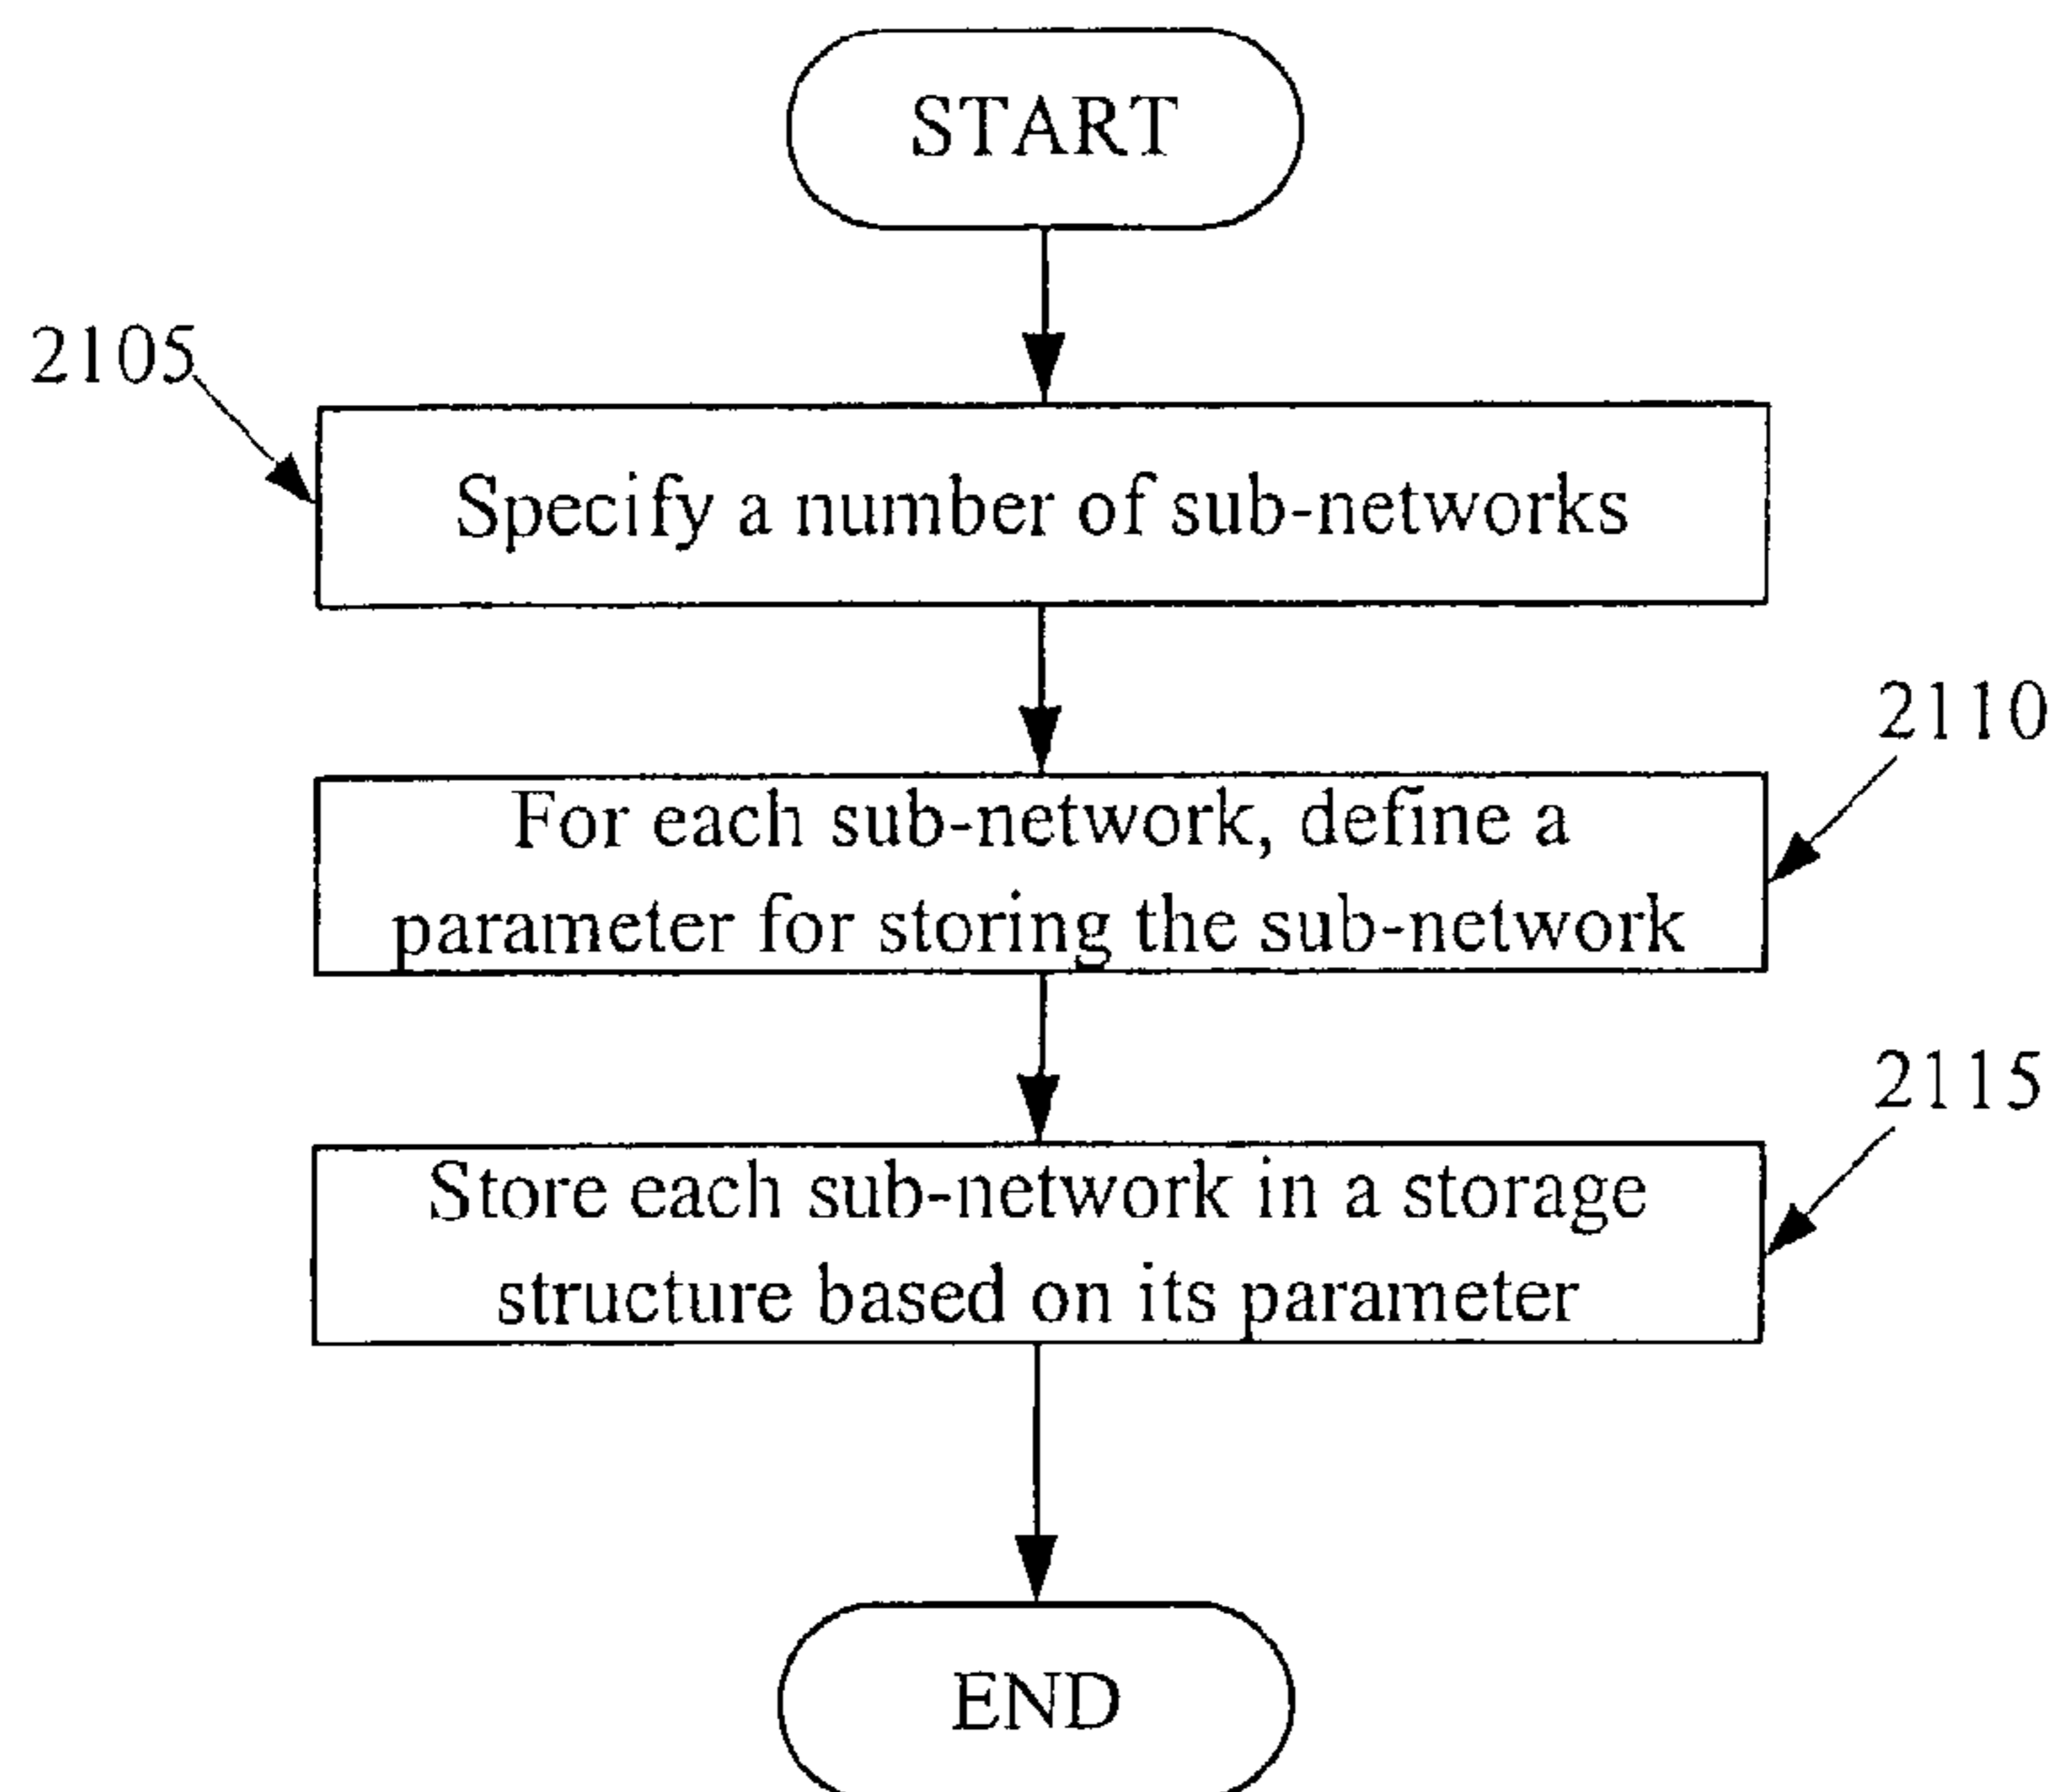 START
2105
Specify a number of sub-networks
2110
For each sub-network, define a
parameter for storing the sub-network
2115
Store each sub-network in a storage
structure based on its parameter
END